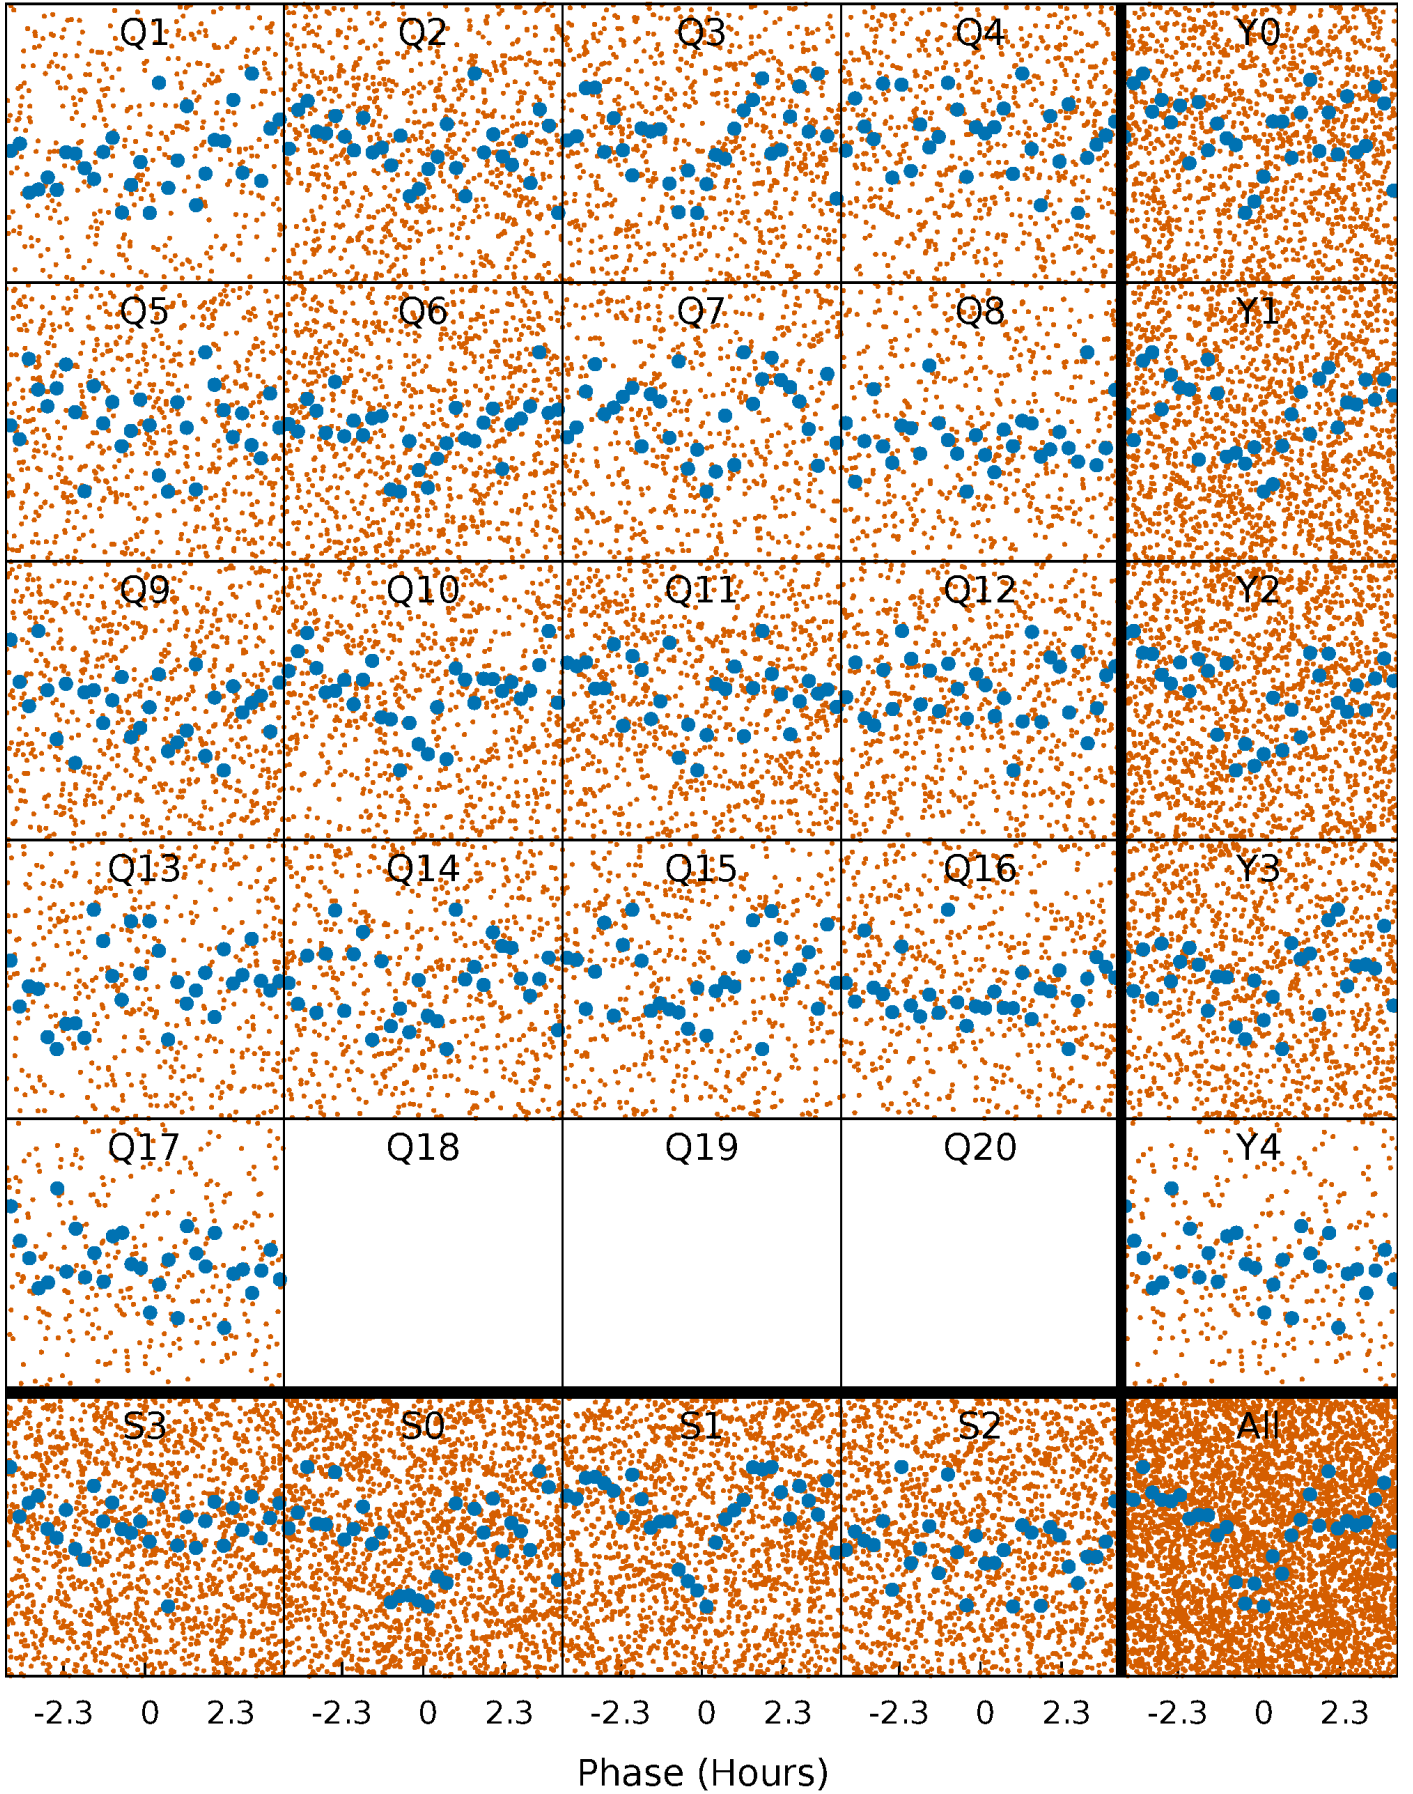 Q1 Q2 Q3 Q4 Y0
Q5 Q6 Q7 Q8 Y1
Q9 Q10 Q11 Q12 Y2
Q13 Q14 Q15 Q16 Y3
Q17 Q18 Q19 Q20 Y4
S3 S0 S1 S2 All
-2.3 0 2.3 -2.3 0 2.3 -2.3 0 2.3 -2.3 0 2.3 -2.3 0 2.3
Phase (Hours)